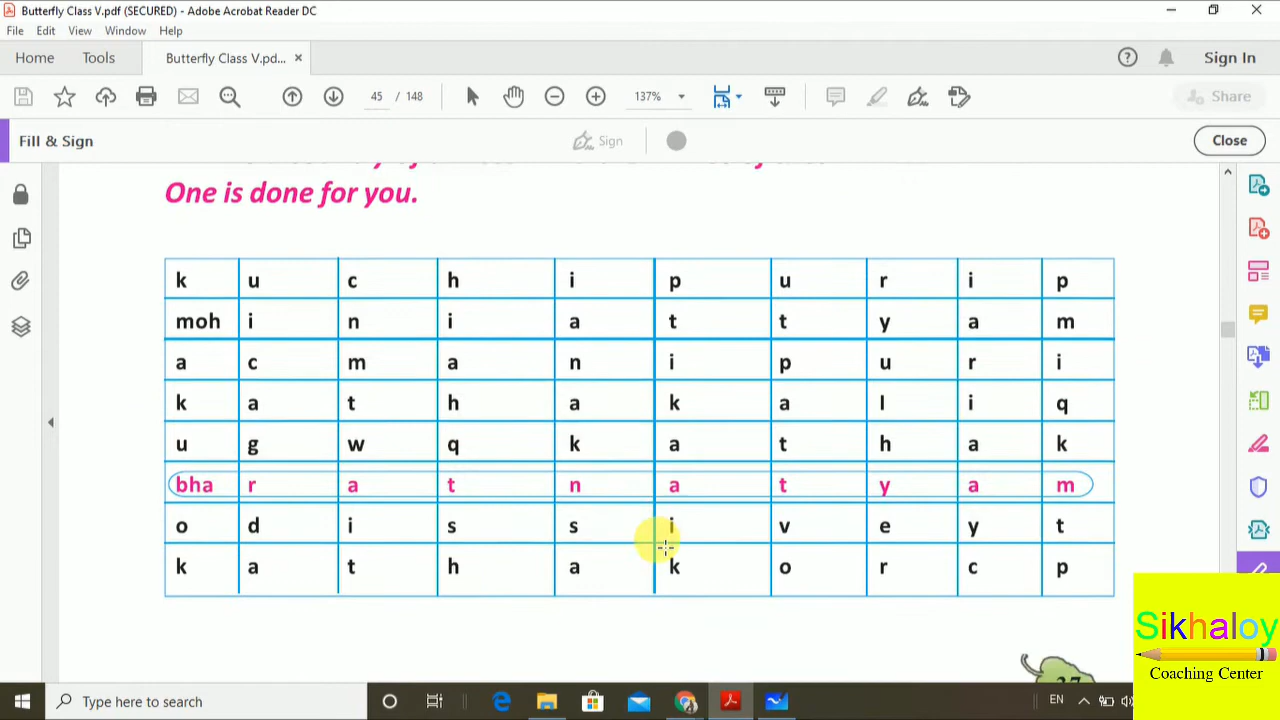 Butterfly Class V.pdf (SECURED) - Adobe Acrobat Reader DC
File Edit View Window Help
Home Tools Butterfly Class V.pd... ×
Sign In
45 / 148 137%
Share
Fill & Sign Sign Close
One is done for you.
k u c h i p u r i p
moh i n i a t t y a m
a c m a n i p u r i
k a t h a k a l i q
u g w q k a t h a k
bha r a t n a t y a m
o d i s s i v e y t
k a t h a k o r c p
Sikhaloy
Coaching Center
Type here to search
EN